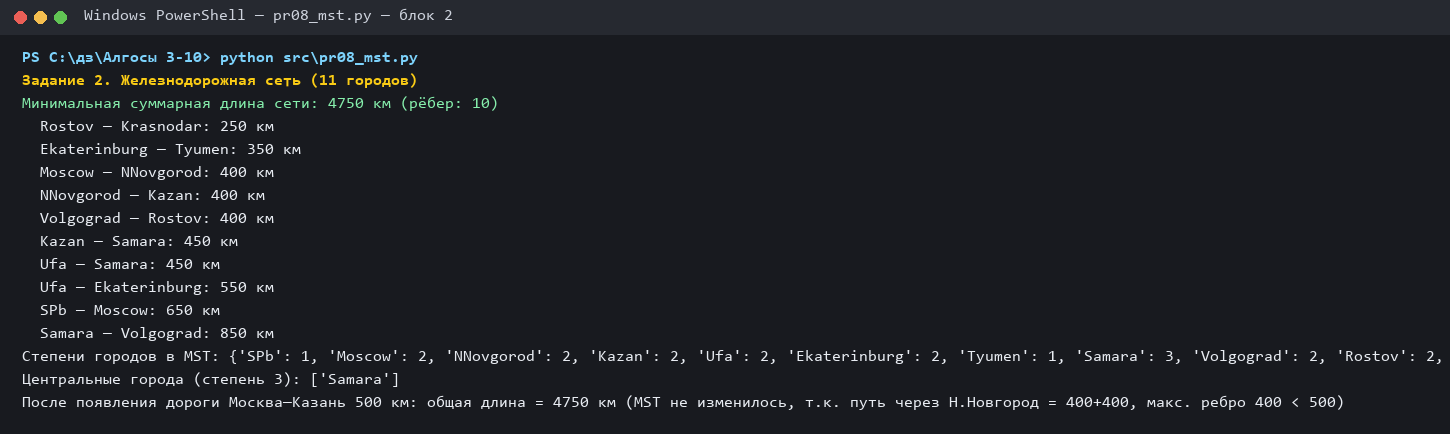 Windows PowerShell — pr08_mst.py — блок 2
PS C:\дз\Алгосы 3-10> python src\pr08_mst.py
Задание 2. Железнодорожная сеть (11 городов)
Минимальная суммарная длина сети: 4750 км (рёбер: 10)
Rostov — Krasnodar: 250 км
Ekaterinburg — Tyumen: 350 км
Moscow — NNovgorod: 400 км
NNovgorod — Kazan: 400 км
Volgograd — Rostov: 400 км
Kazan — Samara: 450 км
Ufa — Samara: 450 км
Ufa — Ekaterinburg: 550 км
SPb — Moscow: 650 км
Samara — Volgograd: 850 км
Степени городов в MST: {'SPb': 1, 'Moscow': 2, 'NNovgorod': 2, 'Kazan': 2, 'Ufa': 2, 'Ekaterinburg': 2, 'Tyumen': 1, 'Samara': 3, 'Volgograd': 2, 'Rostov': 2,
Центральные города (степень 3): ['Samara']
После появления дороги Москва—Казань 500 км: общая длина = 4750 км (MST не изменилось, т.к. путь через Н.Новгород = 400+400, макс. ребро 400 < 500)